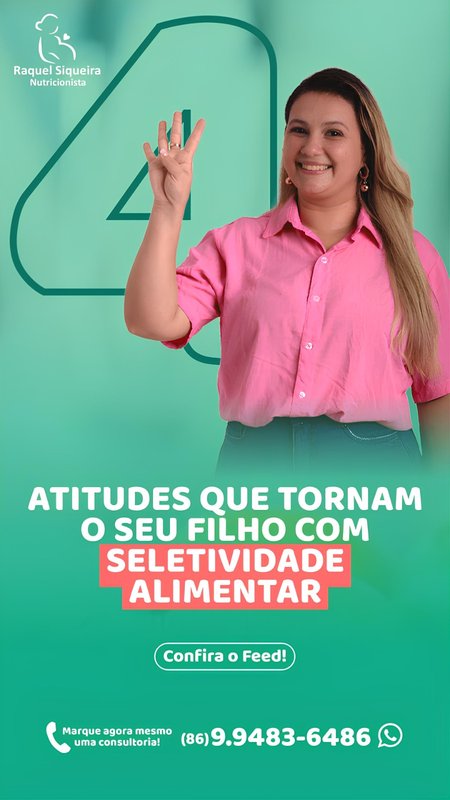 4
Raquel Siqueira
Nutricionista
ATITUDES QUE TORNAM
O SEU FILHO COM
SELETIVIDADE
ALIMENTAR
Confira o Feed!
Marque agora mesmo
uma consultoria!
(86)9.9483-6486